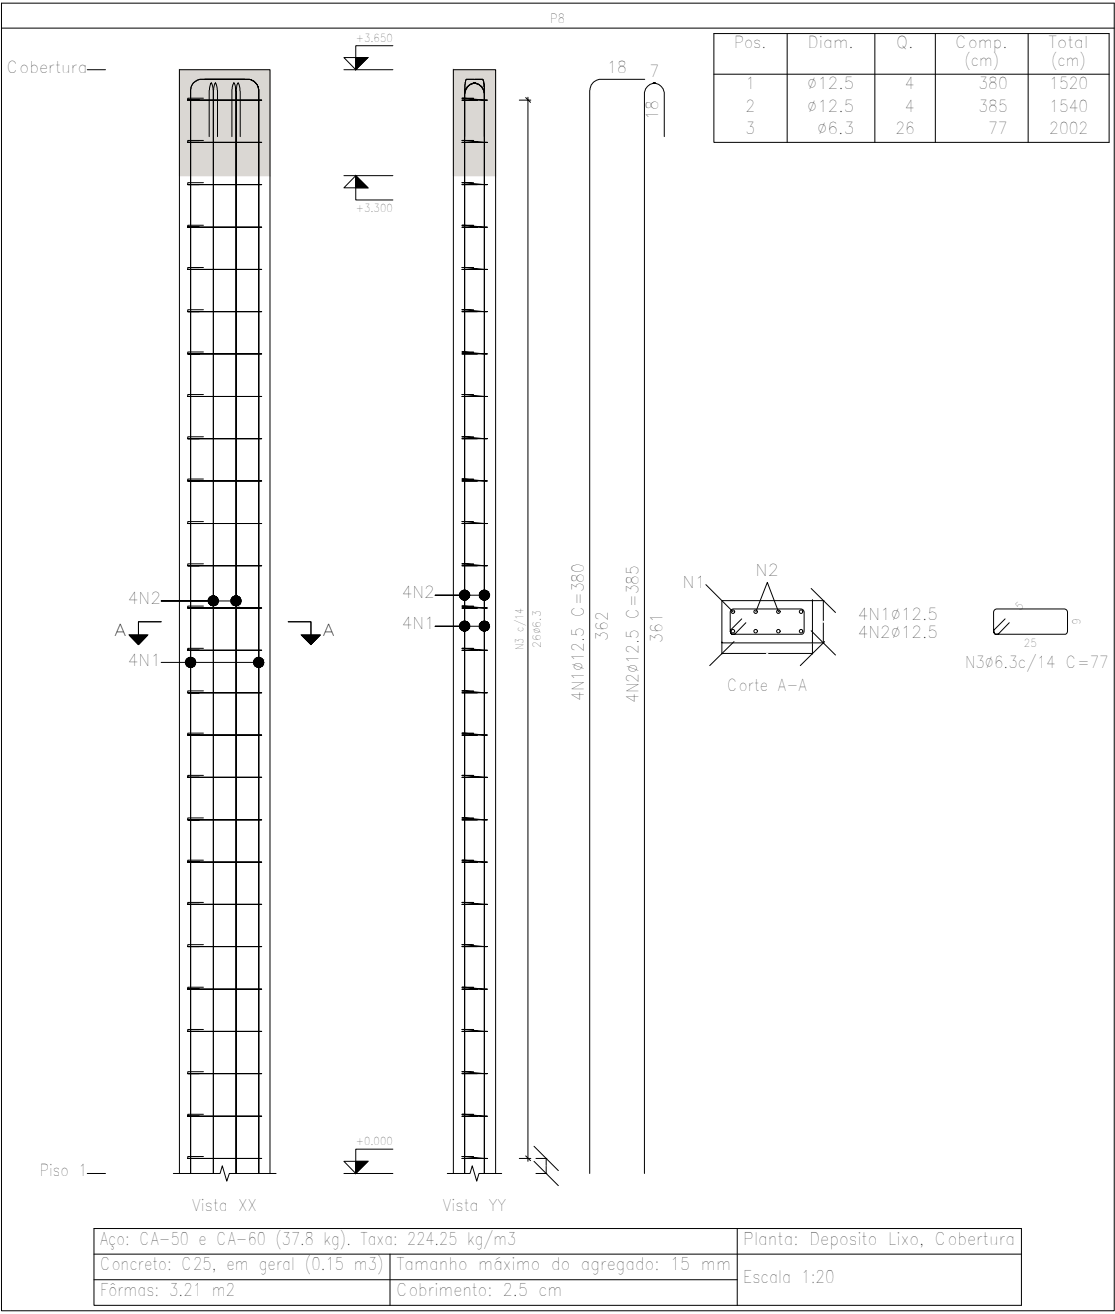 P8
+3.650
Cobertura
Pos. Diam. Q. Comp. (cm) Total (cm)
1 ø12.5 4 380 1520
2 ø12.5 4 385 1540
3 ø6.3 26 77 2002
18 7
18
+3.300
4N2
A A
4N1
4N2
4N1
N3 c/14
26ø6.3
4N1ø12.5 C=380
362
4N2ø12.5 C=385
361
N1 N2
4N1ø12.5
4N2ø12.5
Corte A-A
9
25
N3ø6.3c/14 C=77
+0.000
Piso 1
Vista XX
Vista YY
Aço: CA-50 e CA-60 (37.8 kg). Taxa: 224.25 kg/m3
Planta: Deposito Lixo, Cobertura
Concreto: C25, em geral (0.15 m3) Tamanho máximo do agregado: 15 mm
Escala 1:20
Fôrmas: 3.21 m2 Cobrimento: 2.5 cm